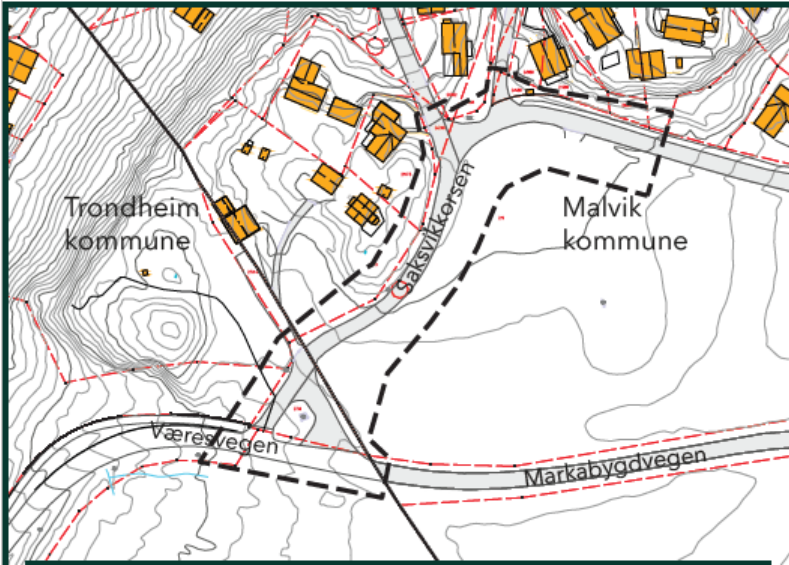 Trondheim
kommune
Malvik
kommune
Saksvikkorsen
Væresvegen
Markabygdvegen